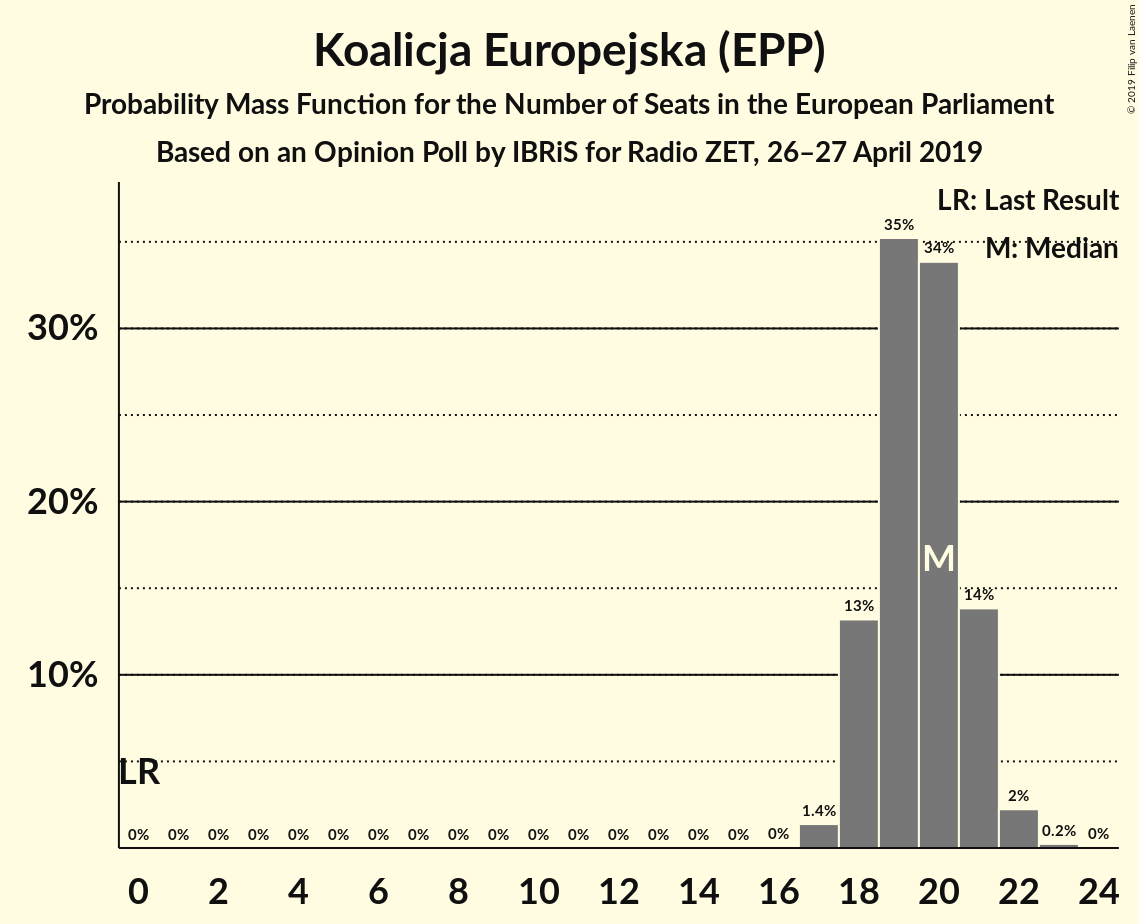 Koalicja Europejska (EPP)
Probability Mass Function for the Number of Seats in the European Parliament
Based on an Opinion Poll by IBRiS for Radio ZET, 26–27 April 2019
© 2019 Filip van Laenen
LR: Last Result
M: Median
35%
34%
30%
20%
M
14%
13%
10%
LR
2%
1.4%
0% 0% 0% 0% 0% 0% 0% 0% 0% 0% 0% 0% 0% 0% 0% 0% 0% 0.2% 0%
0 2 4 6 8 10 12 14 16 18 20 22 24